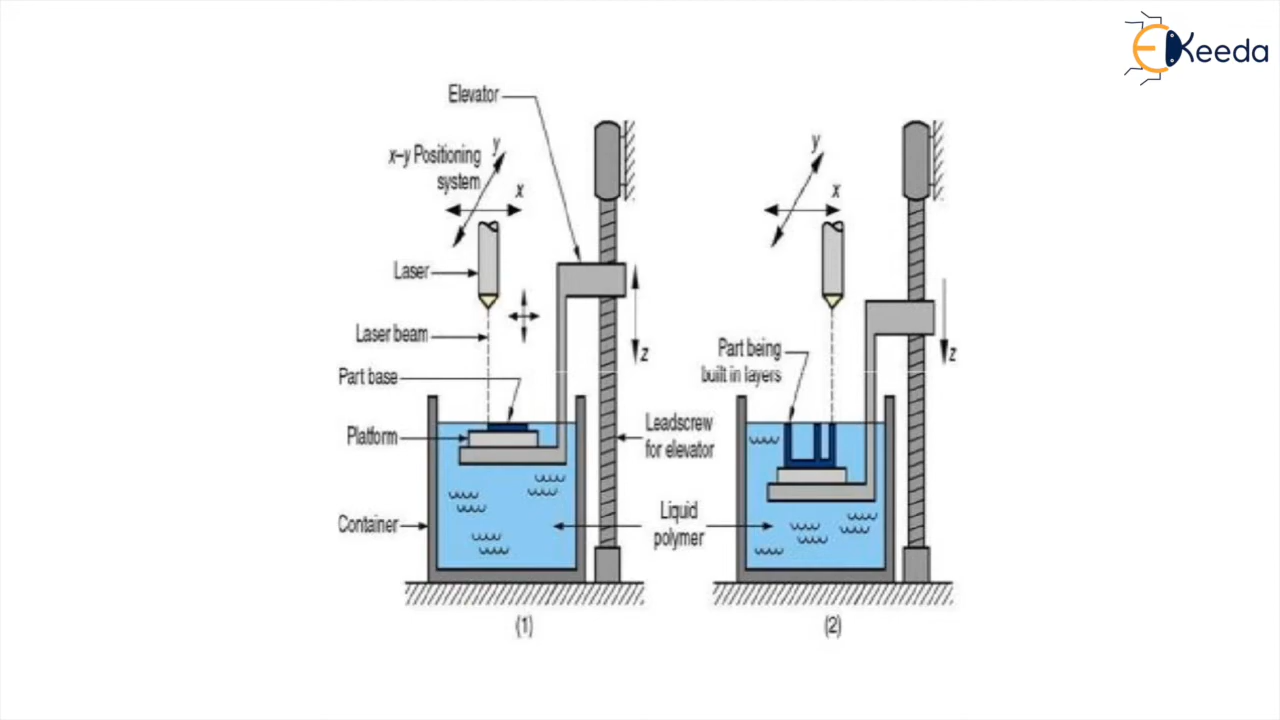 EKeeda
Elevator
x–y Positioning
system
y
x
Laser
Laser beam
Part base
Platform
Container
z
Leadscrew
for elevator
Liquid
polymer
(1)
y
x
Part being
built in layers
z
(2)